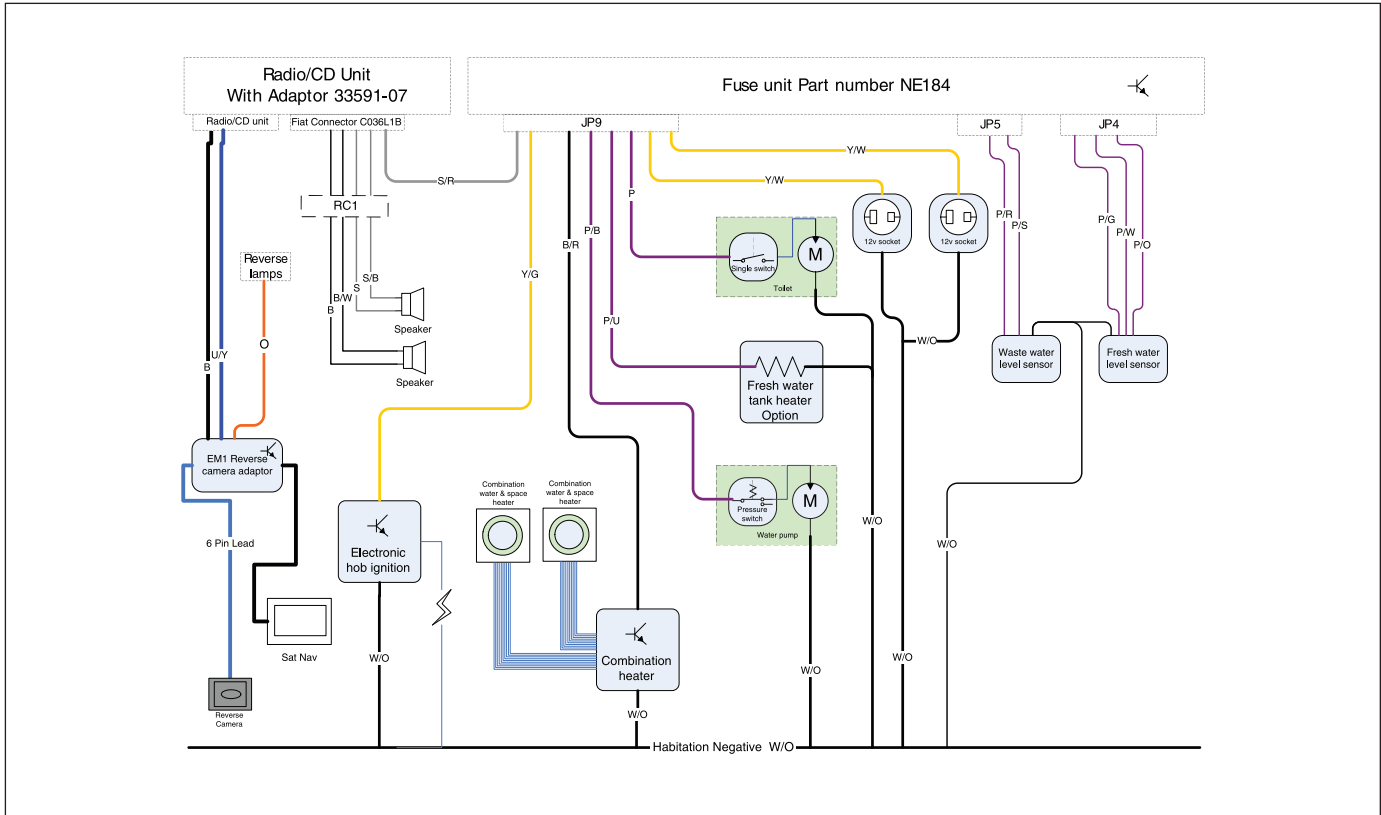 Radio/CD Unit
With Adaptor 33591-07
Fuse unit Part number NE184
Radio/CD unit
Fiat Connector C036L1B
JP9
JP5
JP4
Y/W
Y/W
S/R
RC1
P
P/B
B/R
Y/G
P/U
12v socket
12v socket
P/R
P/S
P/G
P/W
P/O
Single switch
M
Toilet
Reverse
lamps
S/B
S
B/W
B
Speaker
Speaker
O
U/Y
B
W/O
Waste water
level sensor
Fresh water
level sensor
Fresh water
tank heater
Option
EM1 Reverse
camera adaptor
Combination
water & space
heater
Combination
water & space
heater
Pressure
switch
M
Water pump
6 Pin Lead
Electronic
hob ignition
W/O
W/O
Sat Nav
W/O
Combination
heater
W/O
W/O
Reverse
Camera
W/O
Habitation Negative W/O